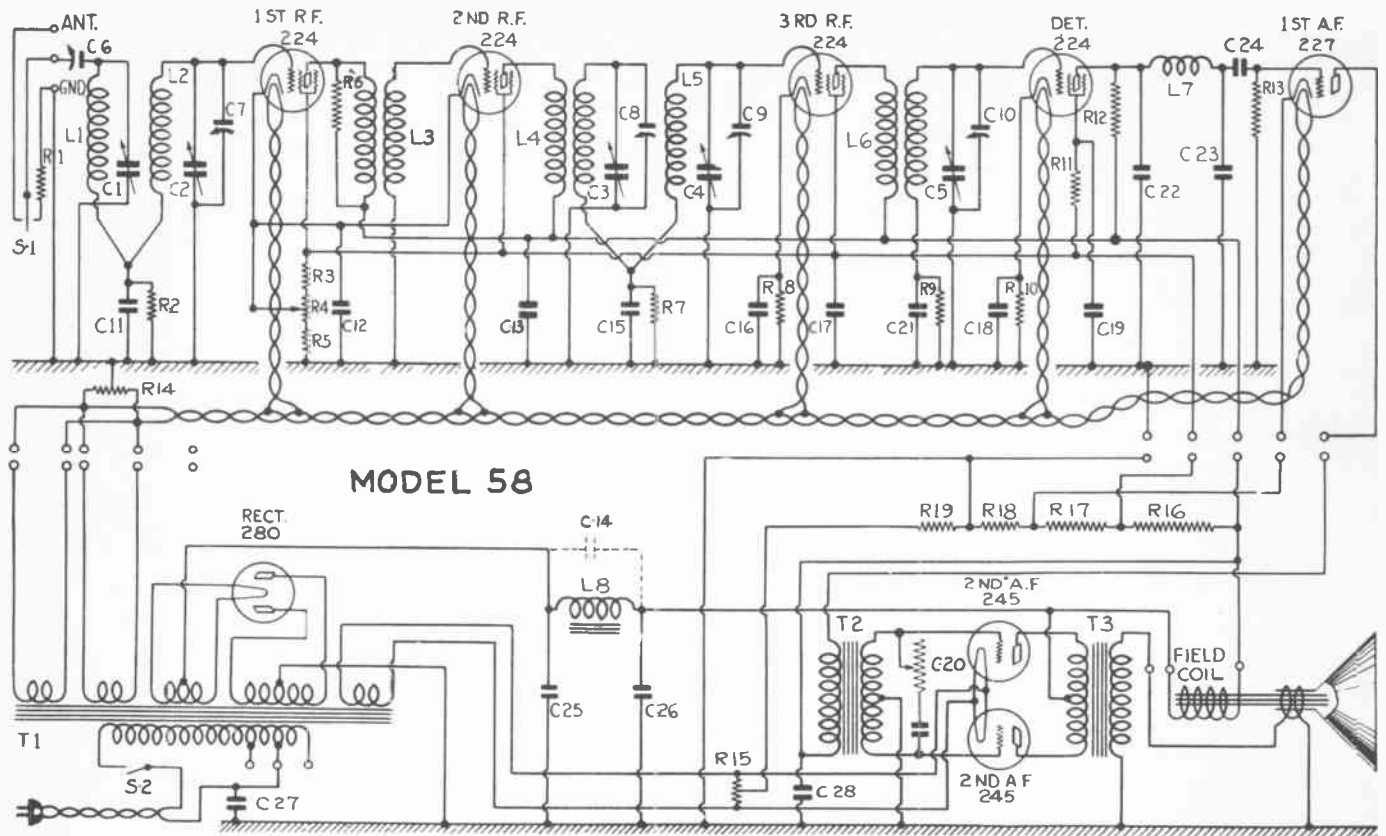 1ST R.F.
224
2ND R.F.
224
3RD R.F.
224
DET.
224
1ST A.F.
227
ANT.
C6
GND
L1
R1
C1
S-1
L2
C2
C7
R6
L3
L4
C3
C8
L5
C4
C9
L6
C5
C10
R11
R12
L7
C24
R13
C22
C23
C11
R2
R3
R4
R5
C12
C13
C15
R7
C16
R8
C17
C21
R9
C18
R10
C19
R14
MODEL 58
RECT.
280
C-14
L8
R19
R18
R17
R16
2ND A.F
245
T2
C20
T3
FIELD
COIL
C25
C26
T1
S-2
C27
R15
C28
2ND A F
245